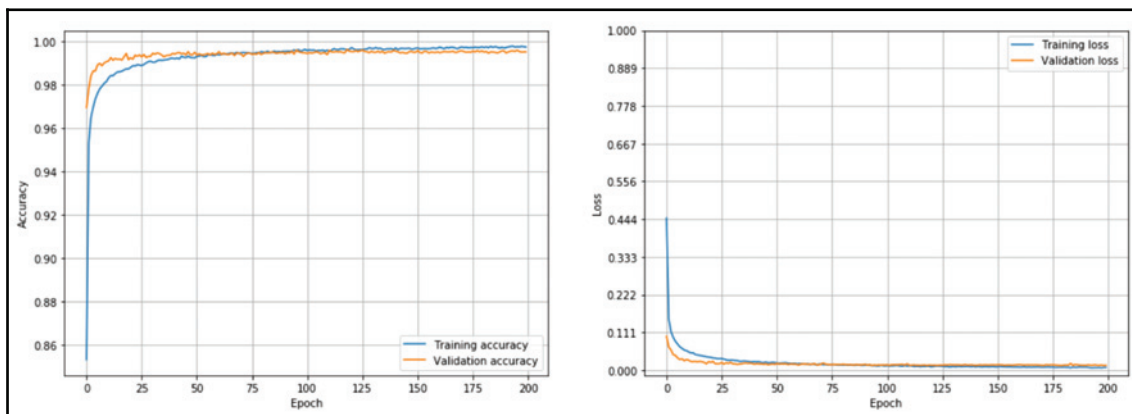 1.00
0.98
0.96
0.94
0.92
0.90
0.88
0.86
Accuracy
Training accuracy
Validation accuracy
0 25 50 75 100 125 150 175 200
Epoch
1.000
0.889
0.778
0.667
0.556
0.444
0.333
0.222
0.111
0.000
Loss
Training loss
Validation loss
0 25 50 75 100 125 150 175 200
Epoch